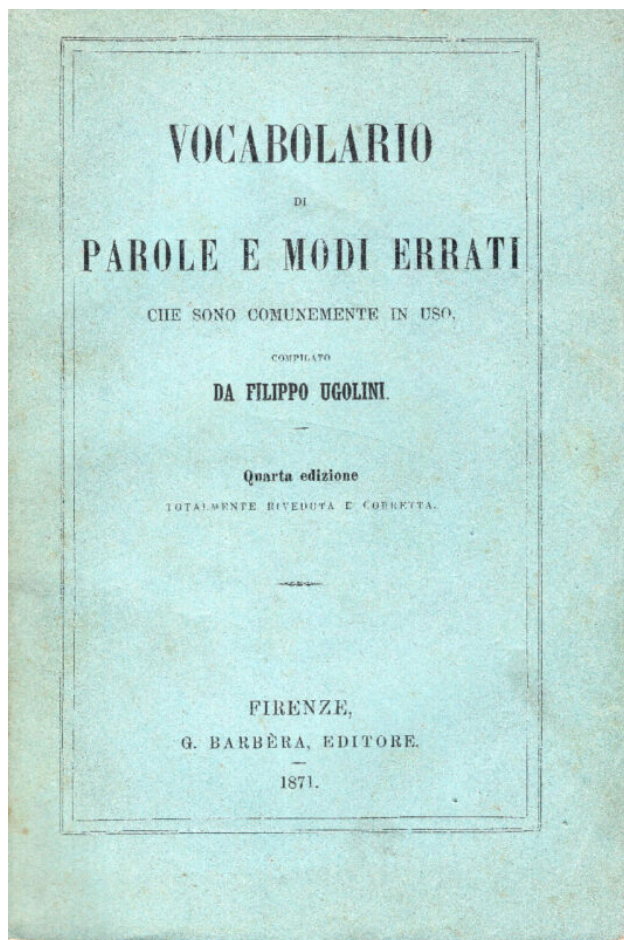 VOCABOLARIO
DI
PAROLE E MODI ERRATI
CHE SONO COMUNEMENTE IN USO,
COMPILATO
DA FILIPPO UGOLINI.
Quarta edizione
TOTALMENTE RIVEDUTA E CORRETTA.
FIRENZE,
G. BARBÈRA, EDITORE.
1871.